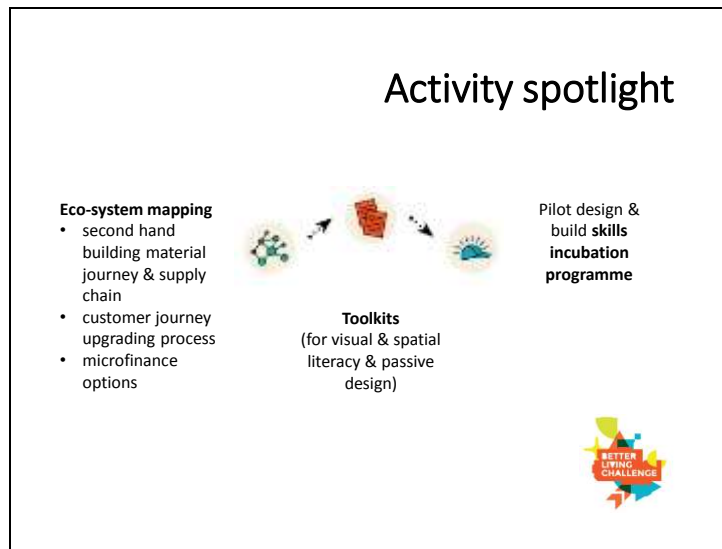 Activity spotlight
Eco-system mapping
• second hand
building material
journey & supply
chain
• customer journey
upgrading process
• microfinance
options
Toolkits
(for visual & spatial
literacy & passive
design)
Pilot design &
build skills
incubation
programme
BETTER
LIVING
CHALLENGE